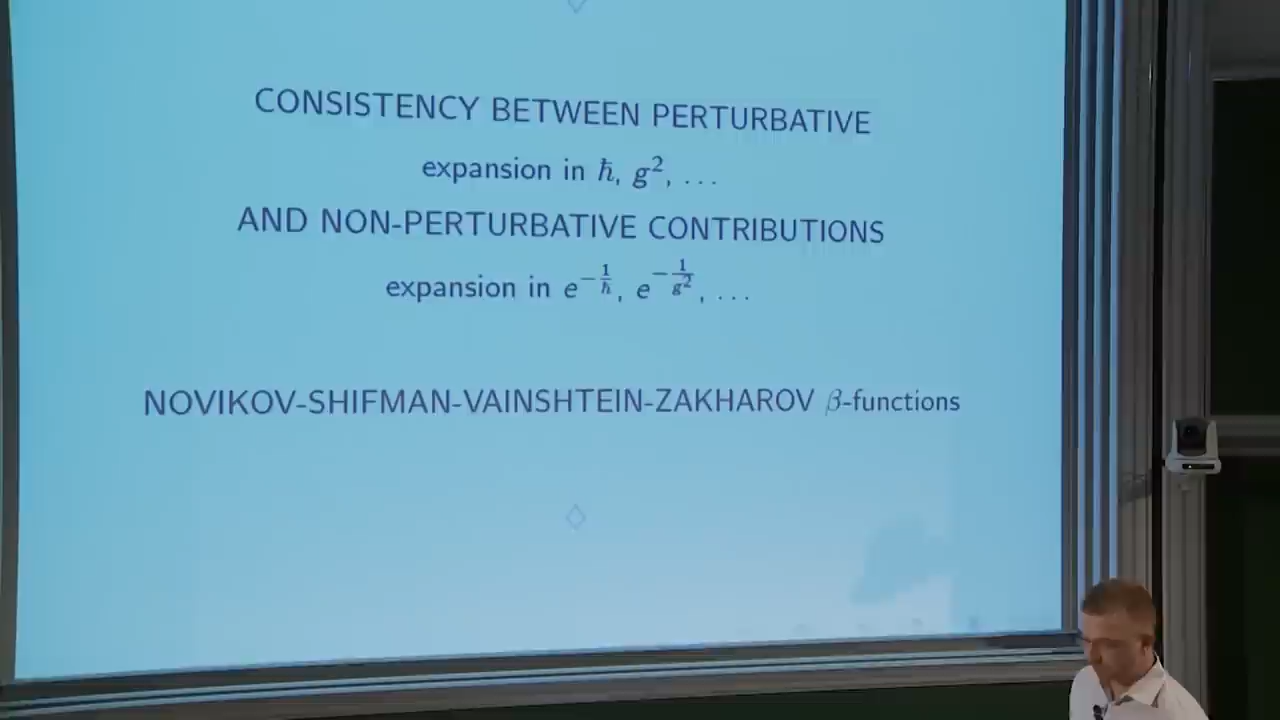 CONSISTENCY BETWEEN PERTURBATIVE
expansion in ℏ, g², …
AND NON-PERTURBATIVE CONTRIBUTIONS
expansion in e^{-1/ℏ}, e^{-1/g²}, …
NOVIKOV-SHIFMAN-VAINSHTEIN-ZAKHAROV β-functions